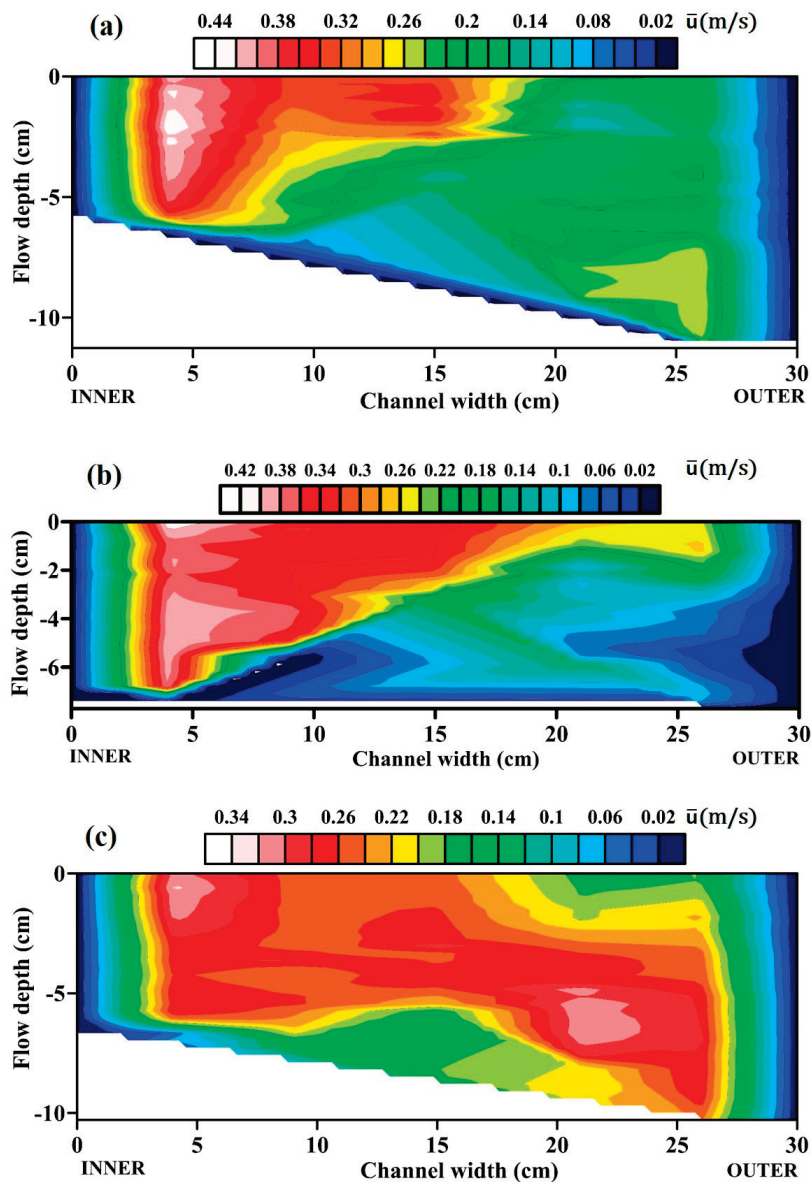 (a)
0.44 0.38 0.32 0.26 0.2 0.14 0.08 0.02 u̅(m/s)
0
-5
-10
Flow depth (cm)
0 5 10 15 20 25 30
INNER Channel width (cm) OUTER
(b)
0.42 0.38 0.34 0.3 0.26 0.22 0.18 0.14 0.1 0.06 0.02 u̅(m/s)
0
-2
-4
-6
Flow depth (cm)
0 5 10 15 20 25 30
INNER Channel width (cm) OUTER
(c)
0.34 0.3 0.26 0.22 0.18 0.14 0.1 0.06 0.02 u̅(m/s)
0
-5
-10
Flow depth (cm)
0 5 10 15 20 25 30
INNER Channel width (cm) OUTER